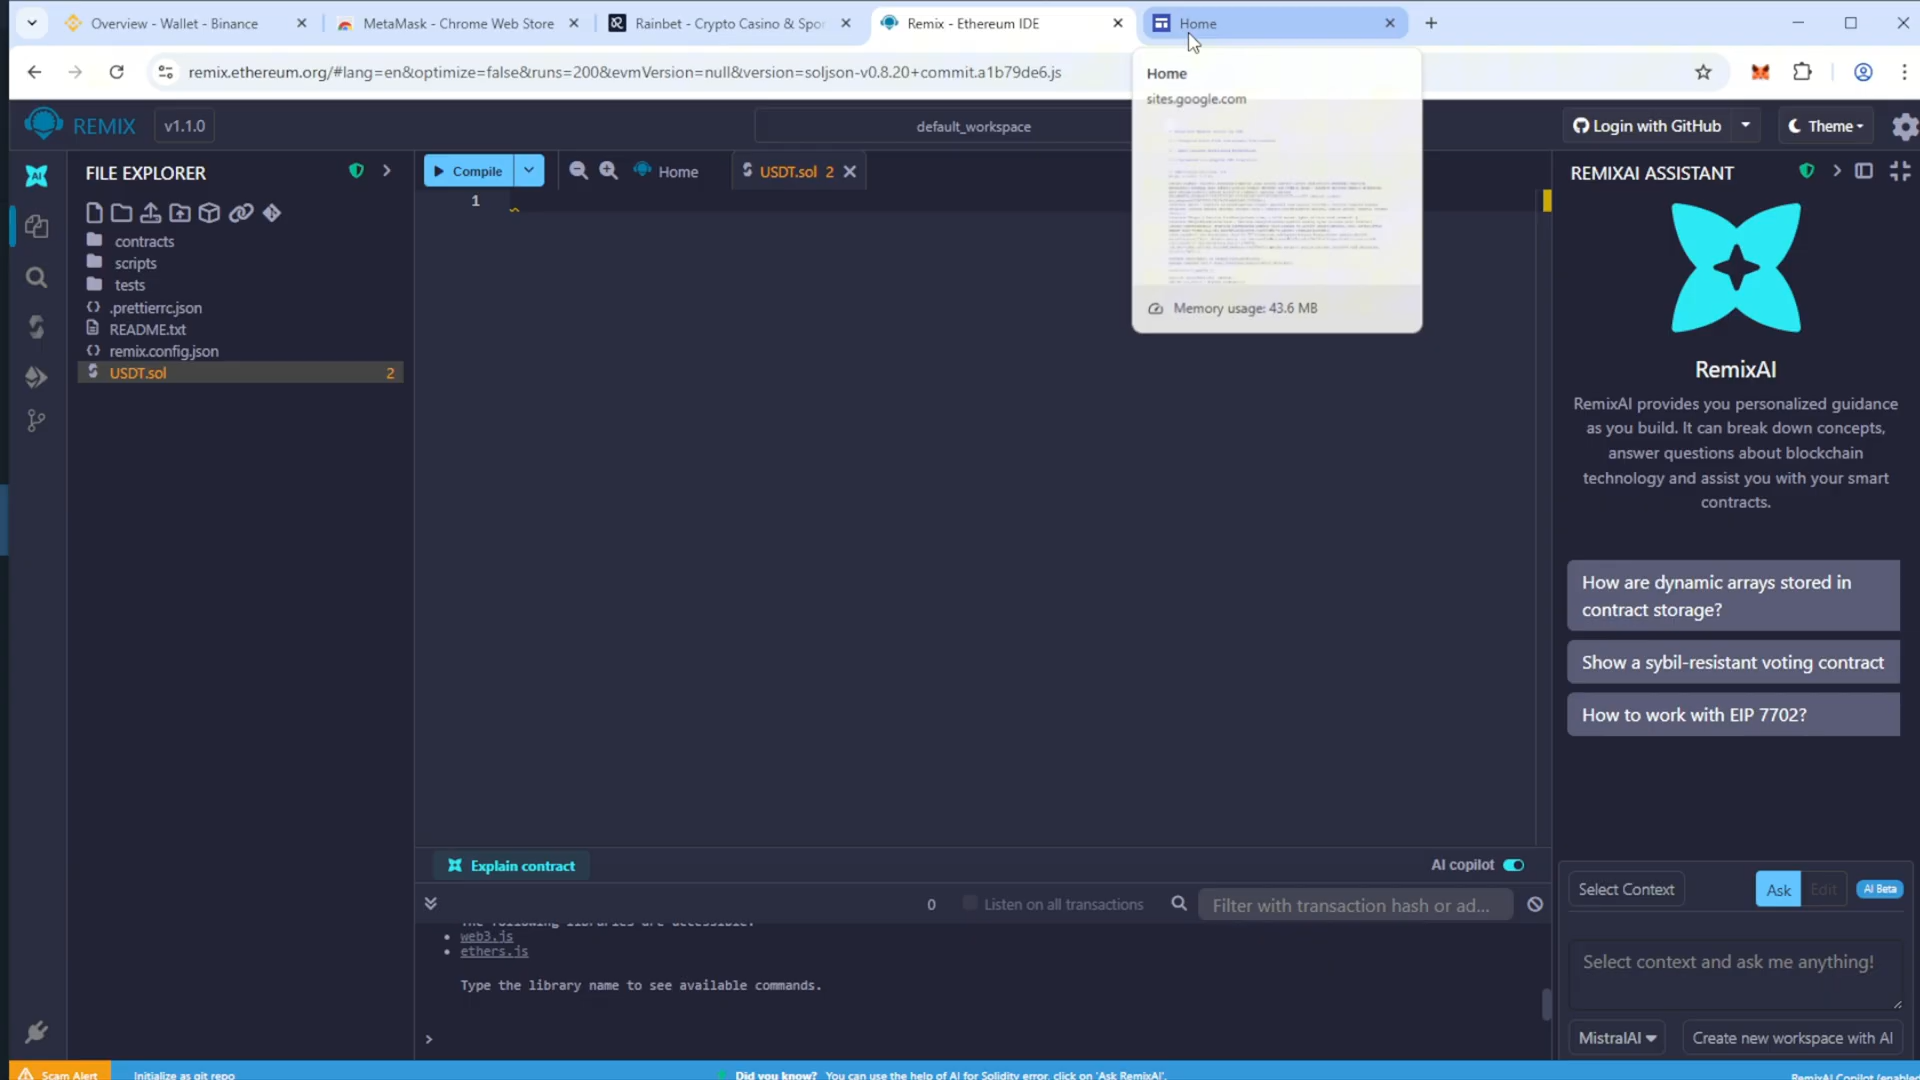 Overview - Wallet - Binance
MetaMask - Chrome Web Store
Rainbet - Crypto Casino & Spor
Remix - Ethereum IDE
Home
remix.ethereum.org/#lang=en&optimize=false&runs=200&evmVersion=null&version=soljson-v0.8.20+commit.a1b79de6.js
Home
sites.google.com
Memory usage: 43.6 MB
REMIX
v1.1.0
default_workspace
Login with GitHub
Theme
FILE EXPLORER
Compile
Home
USDT.sol 2
1
contracts
scripts
tests
.prettierrc.json
README.txt
remix.config.json
USDT.sol 2
REMIXAI ASSISTANT
RemixAI
RemixAI provides you personalized guidance
as you build. It can break down concepts,
answer questions about blockchain
technology and assist you with your smart
contracts.
How are dynamic arrays stored in
contract storage?
Show a sybil-resistant voting contract
How to work with EIP 7702?
Explain contract
AI copilot
0
Listen on all transactions
Filter with transaction hash or ad...
The following libraries are accessible:
web3.js
ethers.js
Type the library name to see available commands.
>
Select Context
Ask
Edit
AI Beta
Select context and ask me anything!
MistralAI
Create new workspace with AI
Scam Alert
Initialize as git repo
Did you know? You can use the help of AI for Solidity error, click on 'Ask RemixAI'.
RemixAI Copilot (enabled